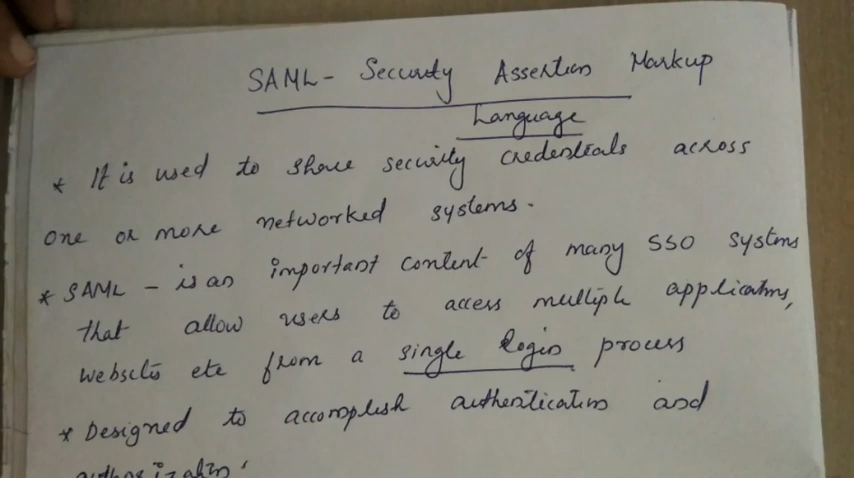 SAML - Security Assertion Markup
Language
* It is used to share security credentials across
one or more networked systems.
* SAML - is an important content of many SSO systems
that allow users to access multiple applications,
websites etc from a single login process
* Designed to accomplish authentication and
authorization.